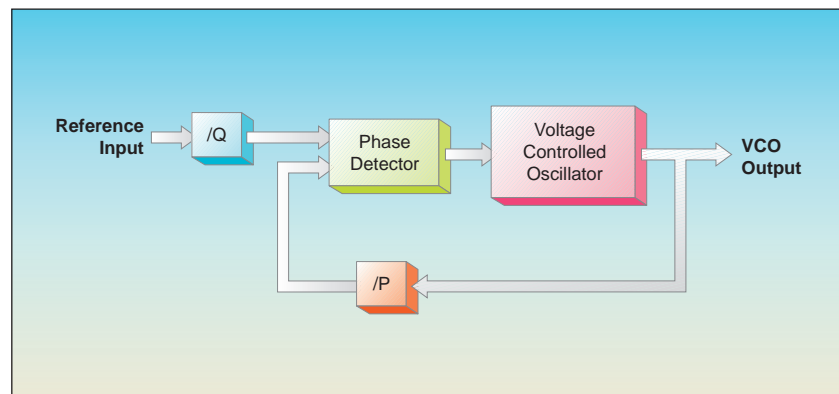 Reference
Input
/Q
Phase
Detector
Voltage
Controlled
Oscillator
VCO
Output
/P